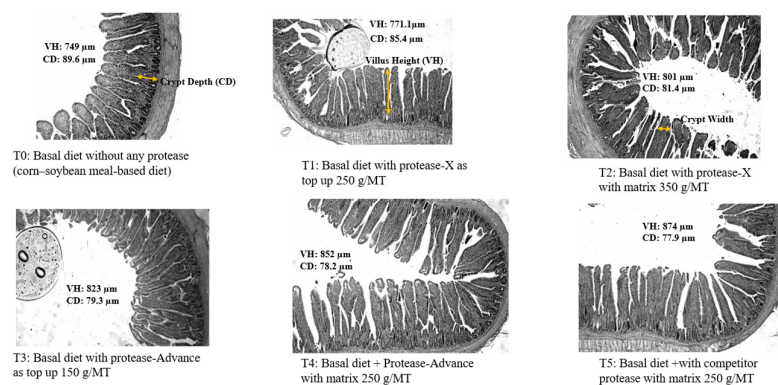 VH: 749 µm
CD: 89.6 µm
Crypt Depth (CD)
T0: Basal diet without any protease
(corn–soybean meal-based diet)
VH: 771.1µm
CD: 85.4 µm
Villus Height (VH)
T1: Basal diet with protease-X as
top up 250 g/MT
VH: 801 µm
CD: 81.4 µm
Crypt Width
T2: Basal diet with protease-X
with matrix 350 g/MT
VH: 823 µm
CD: 79.3 µm
T3: Basal diet with protease-Advance
as top up 150 g/MT
VH: 852 µm
CD: 78.2 µm
T4: Basal diet + Protease-Advance
with matrix 250 g/MT
VH: 874 µm
CD: 77.9 µm
T5: Basal diet +with competitor
protease with matrix 250 g/MT